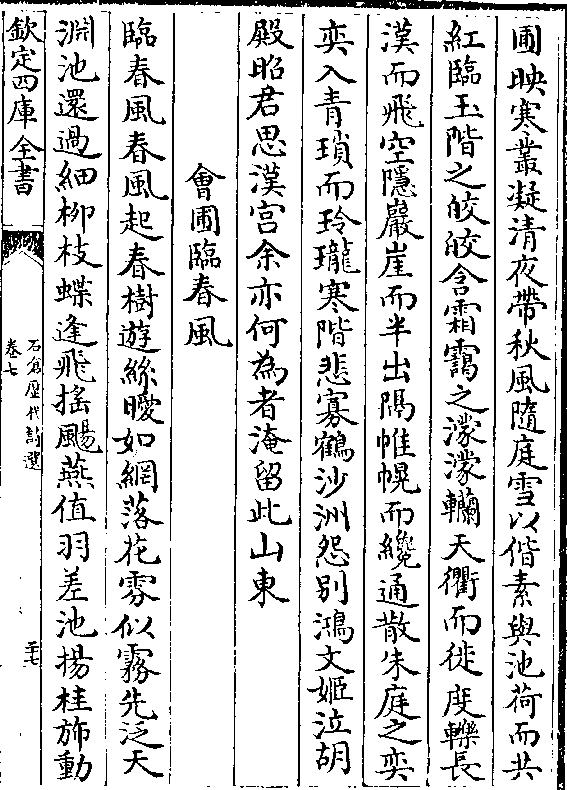 圃映寒叢凝清夜帶秋風隨庭雪以偕素與池荷而共
紅臨玉階之皎皎含霜靄之濛濛轥天衢而徙度轢長
漢而飛空隱巖崖而半出隔帷幌而纔通散朱庭之奕
奕入青瑣而玲瓏寒階悲寡鶴沙洲怨別鴻文姬泣胡
殿昭君思漢宫余亦何為者淹留此山東
會圃臨春風
臨春風春風起春樹遊絲曖如網落花雰似霧先泛天
淵池還過細柳枝蝶逢飛搖颺燕值羽差池揚桂斾動
欽定四庫全書
石倉歷代詩選
卷七
三十七